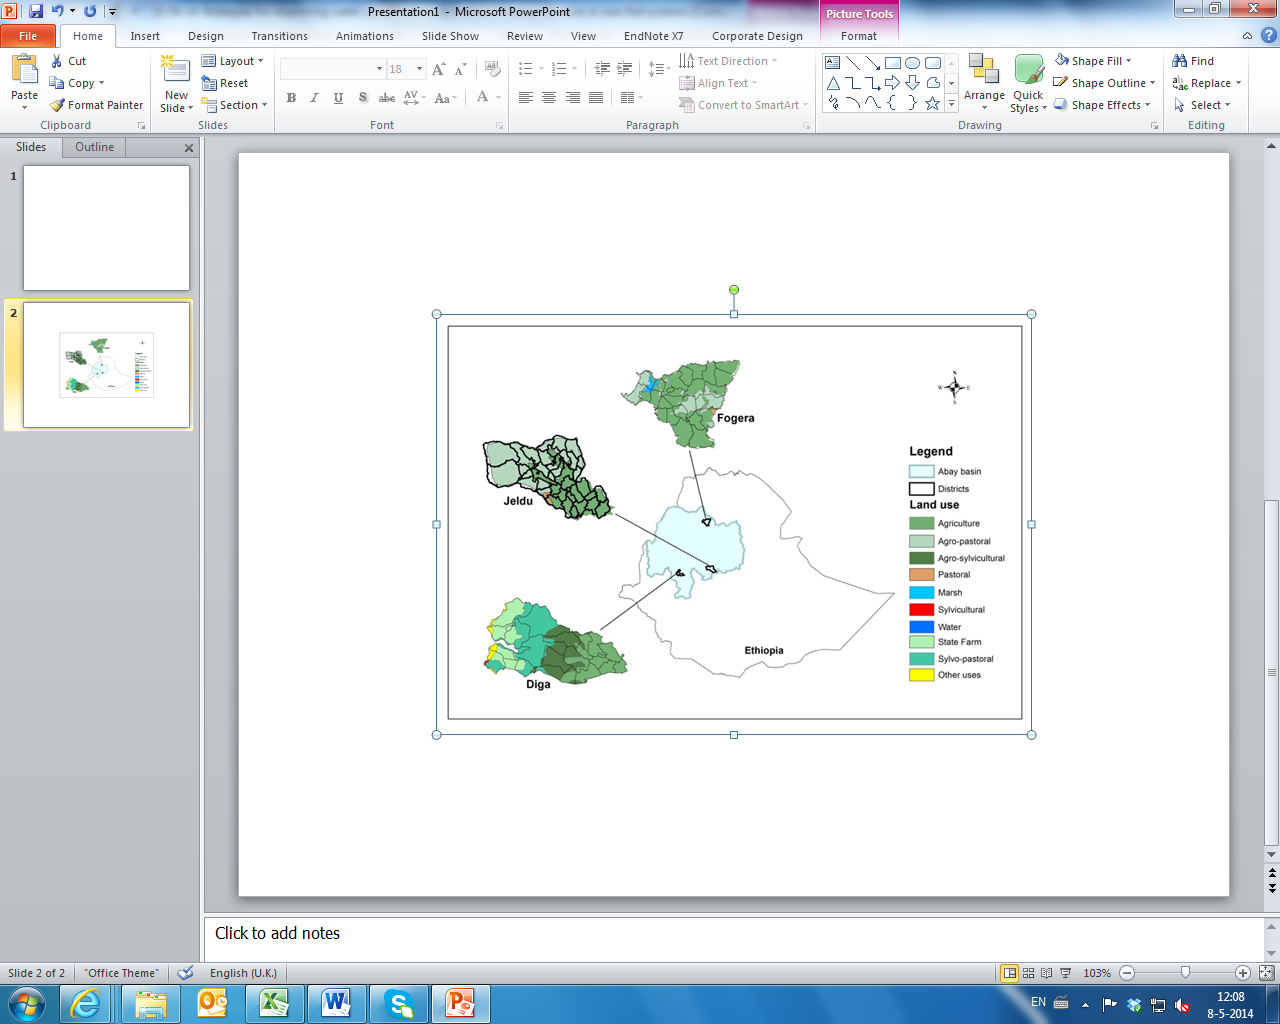 Presentation1 - Microsoft PowerPoint
Picture Tools
File Home Insert Design Transitions Animations Slide Show Review View EndNote X7 Corporate Design Format
Paste
Cut
Copy
Format Painter
Clipboard
New Slide
Layout
Reset
Section
Slides
18
B I U S abc AV Aa A
Font
Text Direction
Align Text
Convert to SmartArt
Paragraph
Arrange
Quick Styles
Shape Fill
Shape Outline
Shape Effects
Drawing
Find
Replace
Select
Editing
Slides Outline
1
2
N
W E
S
Fogera
Jeldu
Diga
Ethiopia
Legend
Abay basin
Districts
Land use
Agriculture
Agro-pastoral
Agro-sylvicultural
Pastoral
Marsh
Sylvicultural
Water
State Farm
Sylvo-pastoral
Other uses
Click to add notes
Slide 2 of 2 "Office Theme" English (U.K.) 103%
EN 12:08
8-5-2014